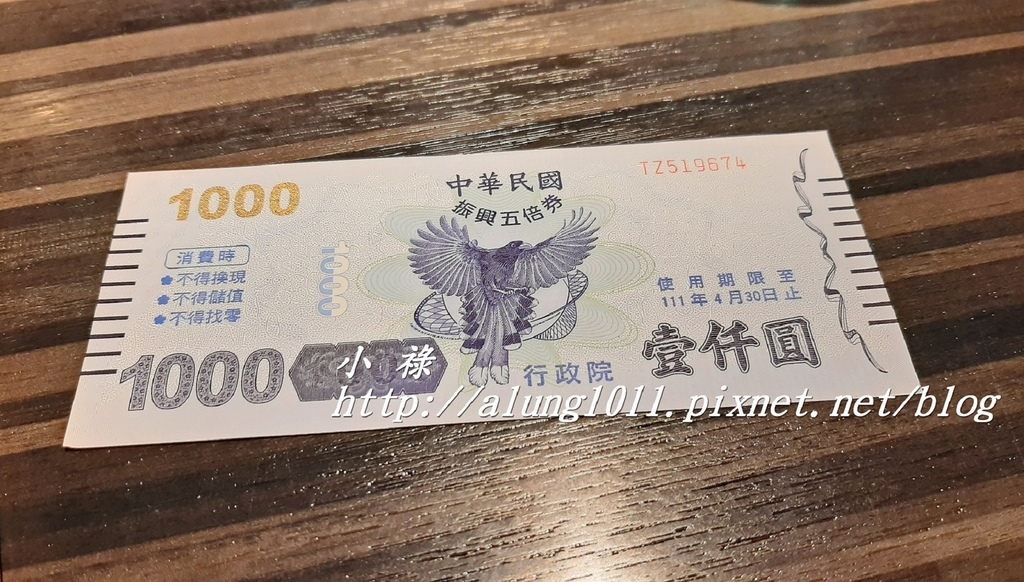 TZ519674
1000
中華民國
振興五倍券
消費時
不得換現
不得儲值
不得找零
1000
使用期限至
111年4月30日止
壹仟圓
1000
行政院
小祿
http://alung1011.pixnet.net/blog